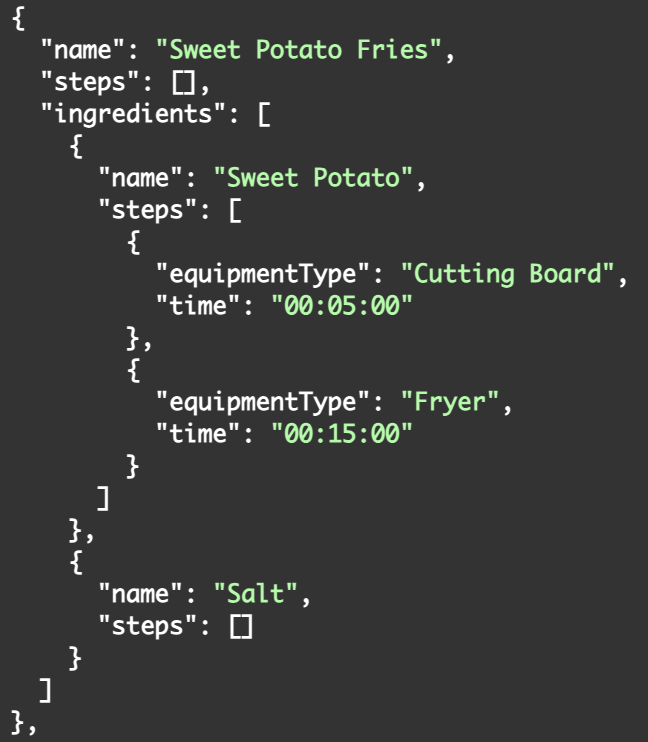 {
  "name": "Sweet Potato Fries",
  "steps": [],
  "ingredients": [
    {
      "name": "Sweet Potato",
      "steps": [
        {
          "equipmentType": "Cutting Board",
          "time": "00:05:00"
        },
        {
          "equipmentType": "Fryer",
          "time": "00:15:00"
        }
      ]
    },
    {
      "name": "Salt",
      "steps": []
    }
  ]
},